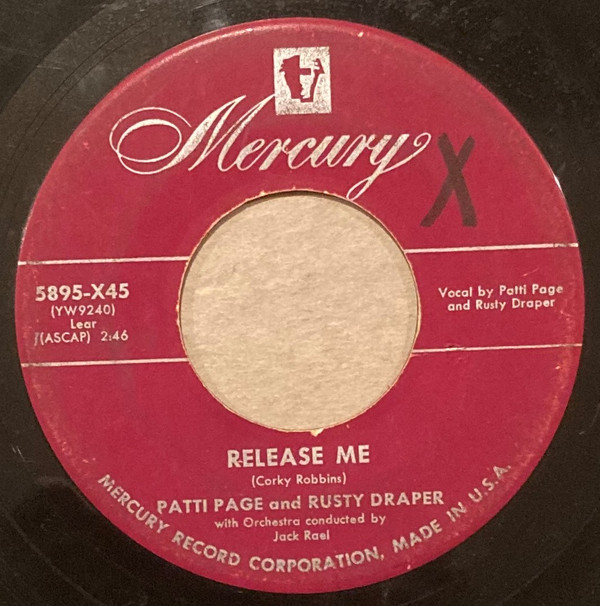 Mercury
X
5895-X45
(YW9240)
Lear
(ASCAP) 2:46
Vocal by Patti Page
and Rusty Draper
RELEASE ME
(Corky Robbins)
PATTI PAGE and RUSTY DRAPER
with Orchestra conducted by
Jack Rael
MERCURY RECORD CORPORATION, MADE IN U.S.A.